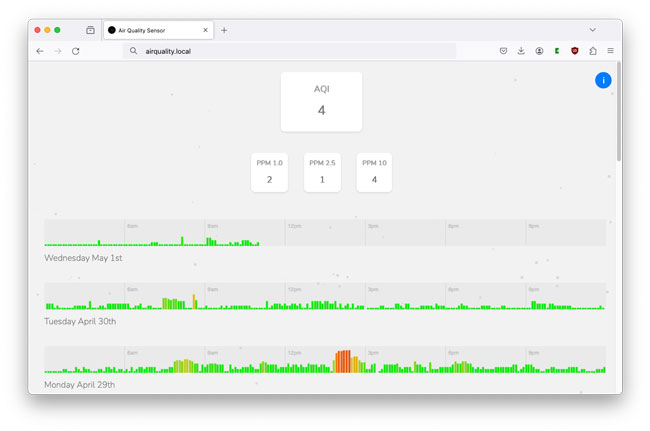 Air Quality Sensor
airquality.local
AQI
4
i
PPM 1.0 PPM 2.5 PPM 10
2 1 4
6am 9am 12pm 3pm 6pm 9pm
Wednesday May 1st
6am 9am 12pm 3pm 6pm 9pm
Tuesday April 30th
6am 9am 12pm 3pm 6pm 9pm
Monday April 29th